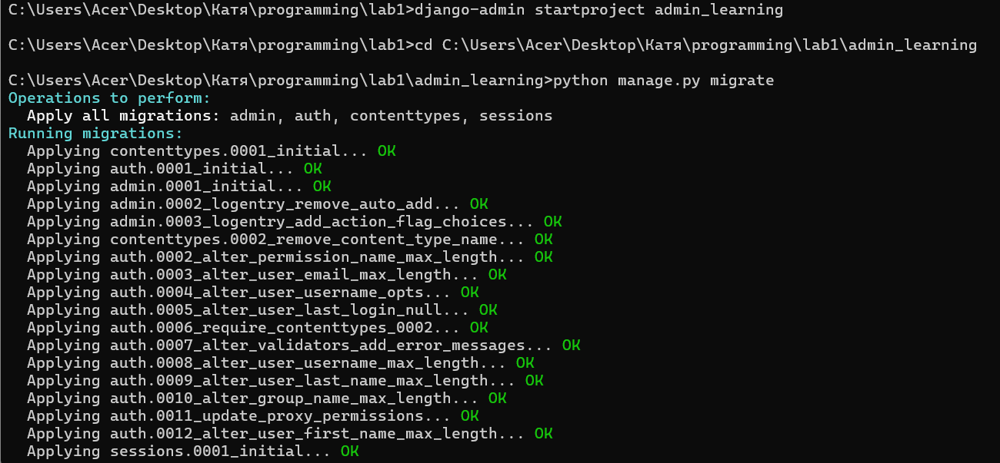 C:\Users\Acer\Desktop\Катя\programming\lab1>django-admin startproject admin_learning
C:\Users\Acer\Desktop\Катя\programming\lab1>cd C:\Users\Acer\Desktop\Катя\programming\lab1\admin_learning
C:\Users\Acer\Desktop\Катя\programming\lab1\admin_learning>python manage.py migrate
Operations to perform:
  Apply all migrations: admin, auth, contenttypes, sessions
Running migrations:
  Applying contenttypes.0001_initial... OK
  Applying auth.0001_initial... OK
  Applying admin.0001_initial... OK
  Applying admin.0002_logentry_remove_auto_add... OK
  Applying admin.0003_logentry_add_action_flag_choices... OK
  Applying contenttypes.0002_remove_content_type_name... OK
  Applying auth.0002_alter_permission_name_max_length... OK
  Applying auth.0003_alter_user_email_max_length... OK
  Applying auth.0004_alter_user_username_opts... OK
  Applying auth.0005_alter_user_last_login_null... OK
  Applying auth.0006_require_contenttypes_0002... OK
  Applying auth.0007_alter_validators_add_error_messages... OK
  Applying auth.0008_alter_user_username_max_length... OK
  Applying auth.0009_alter_user_last_name_max_length... OK
  Applying auth.0010_alter_group_name_max_length... OK
  Applying auth.0011_update_proxy_permissions... OK
  Applying auth.0012_alter_user_first_name_max_length... OK
  Applying sessions.0001_initial... OK